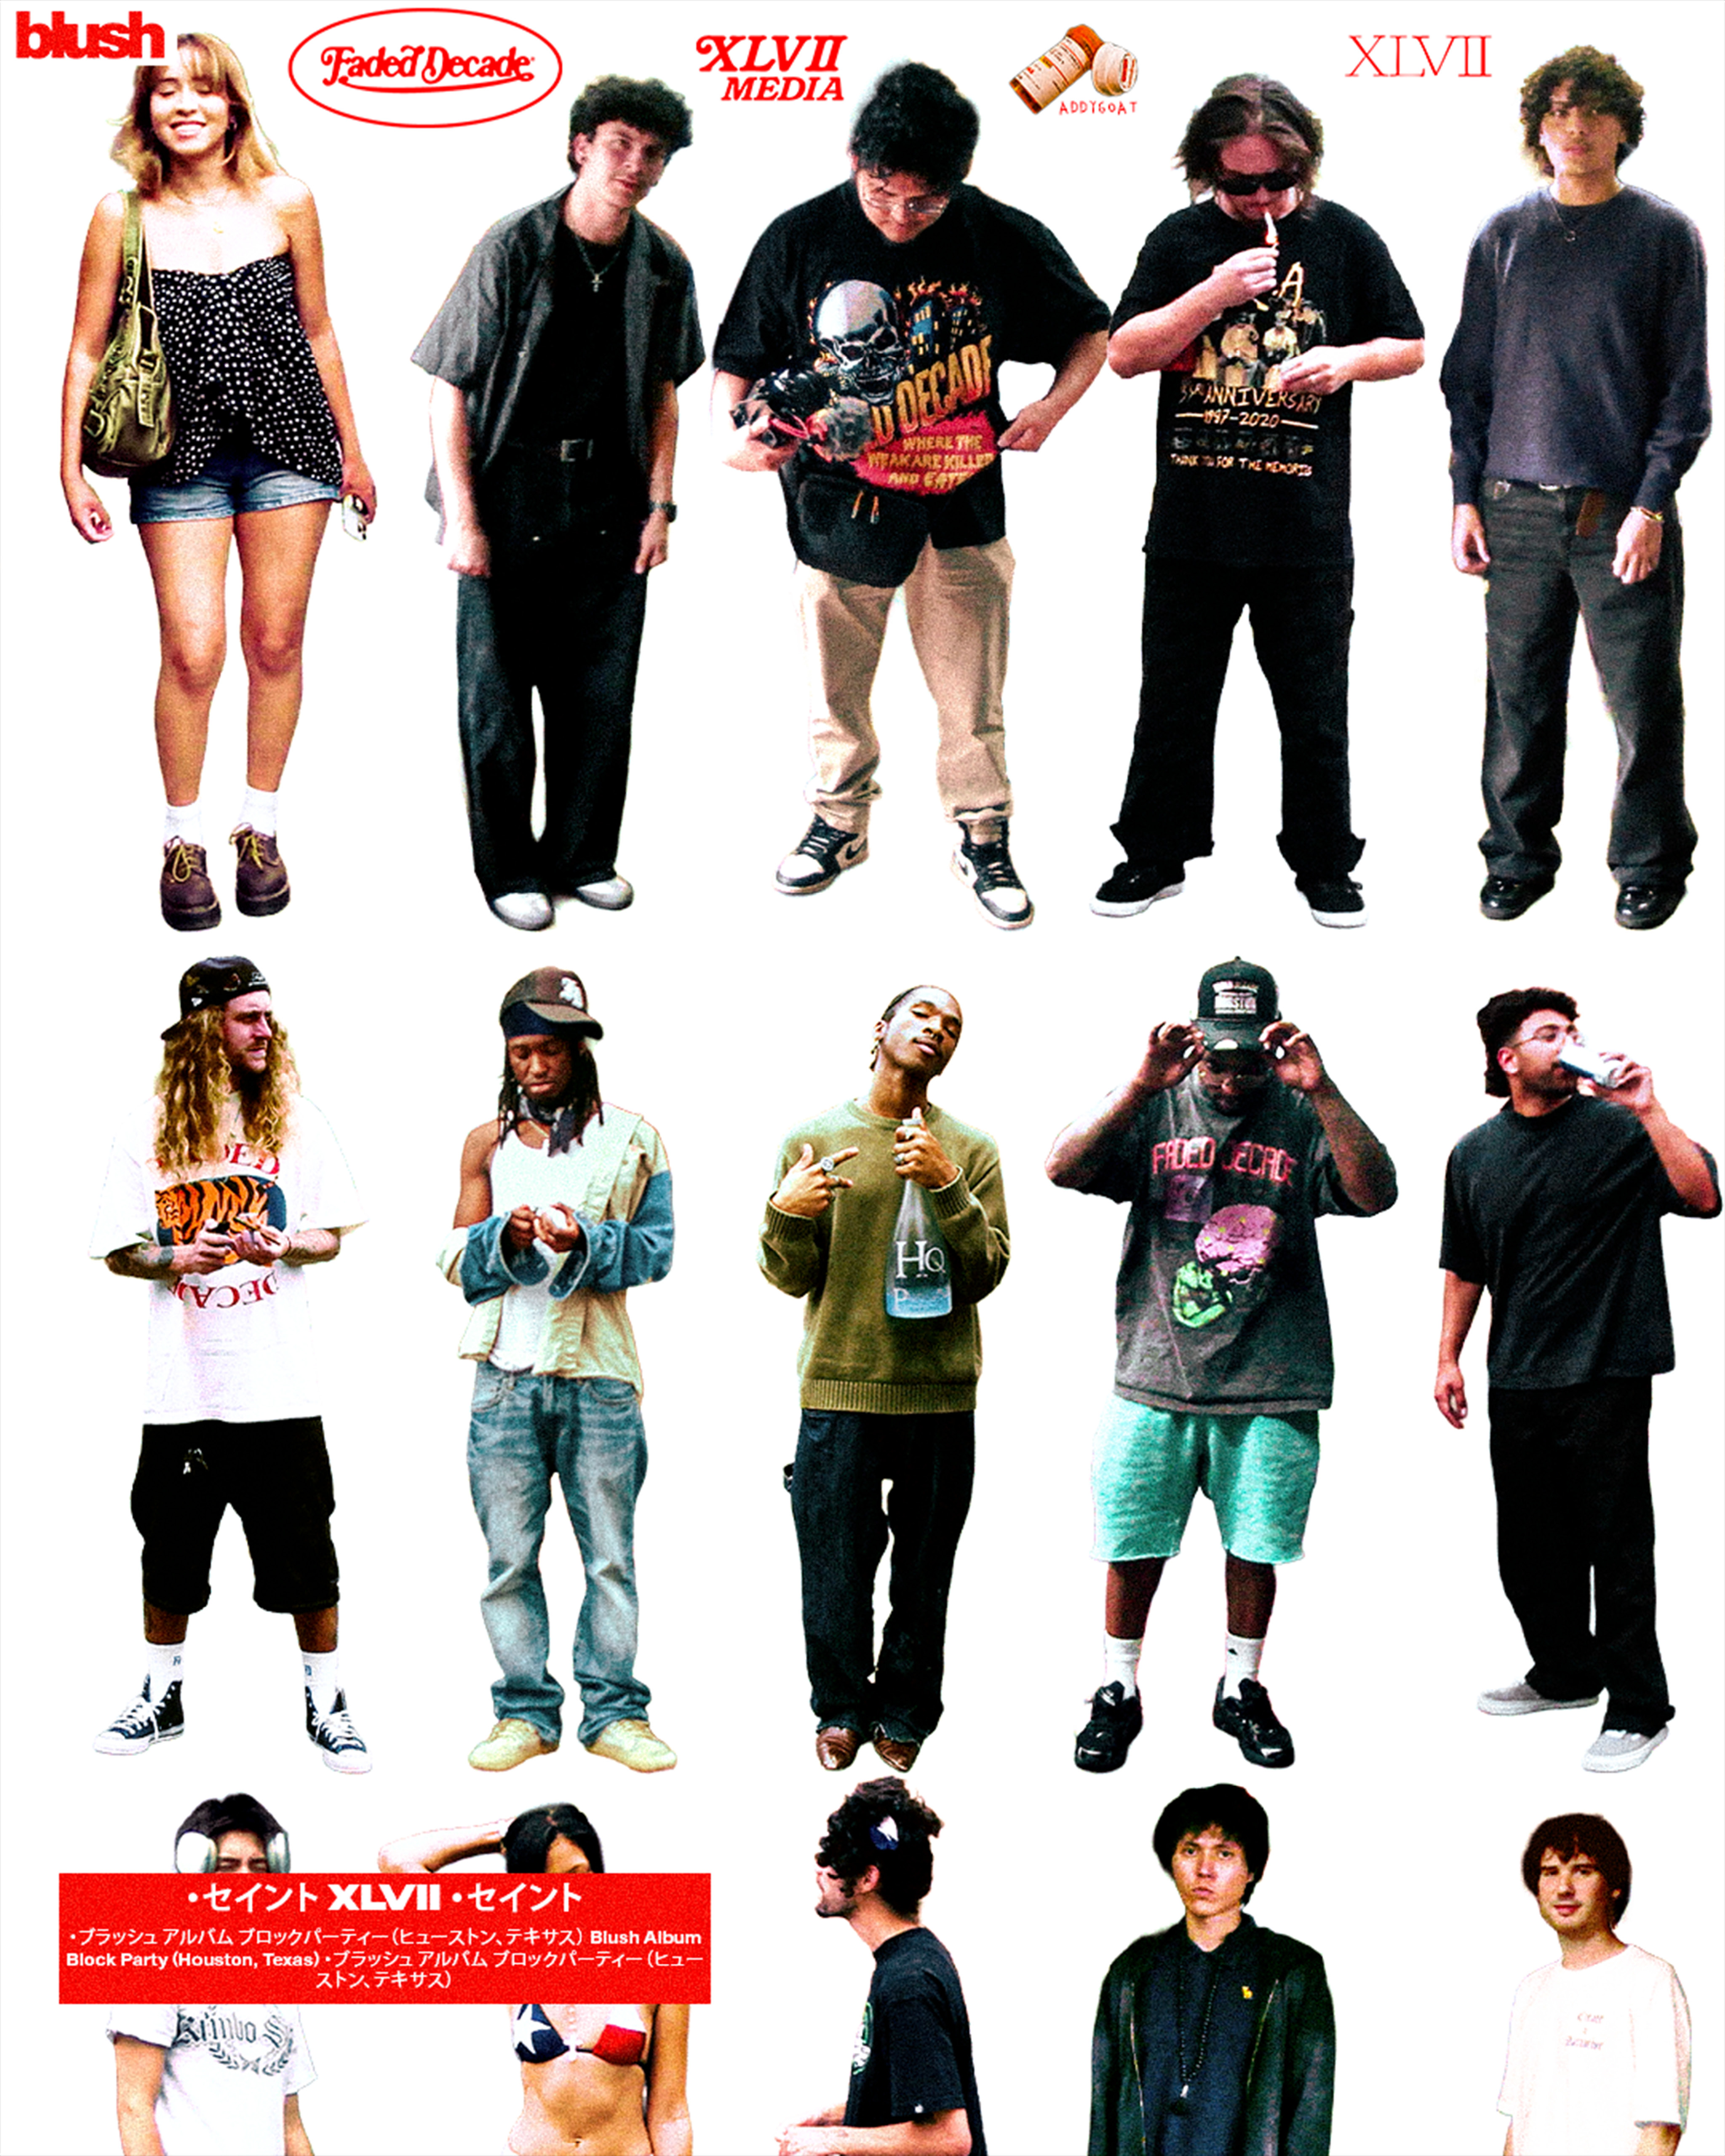 blush
Faded Decade
XLVII
MEDIA
ADDYGOAT
XLVII
DECADE
WHERE THE
WEAK ARE KILLED
AND EATEN
ANNIVERSARY
1997-2020
THANK YOU FOR THE MEMORIES
DECA
HQ
FADED DECADE
・セイント XLVII ・セイント
・ブラッシュ アルバム ブロックパーティー（ヒューストン、テキサス） Blush Album
Block Party (Houston, Texas) ・ブラッシュ アルバム ブロックパーティー （ヒュー
ストン、テキサス）